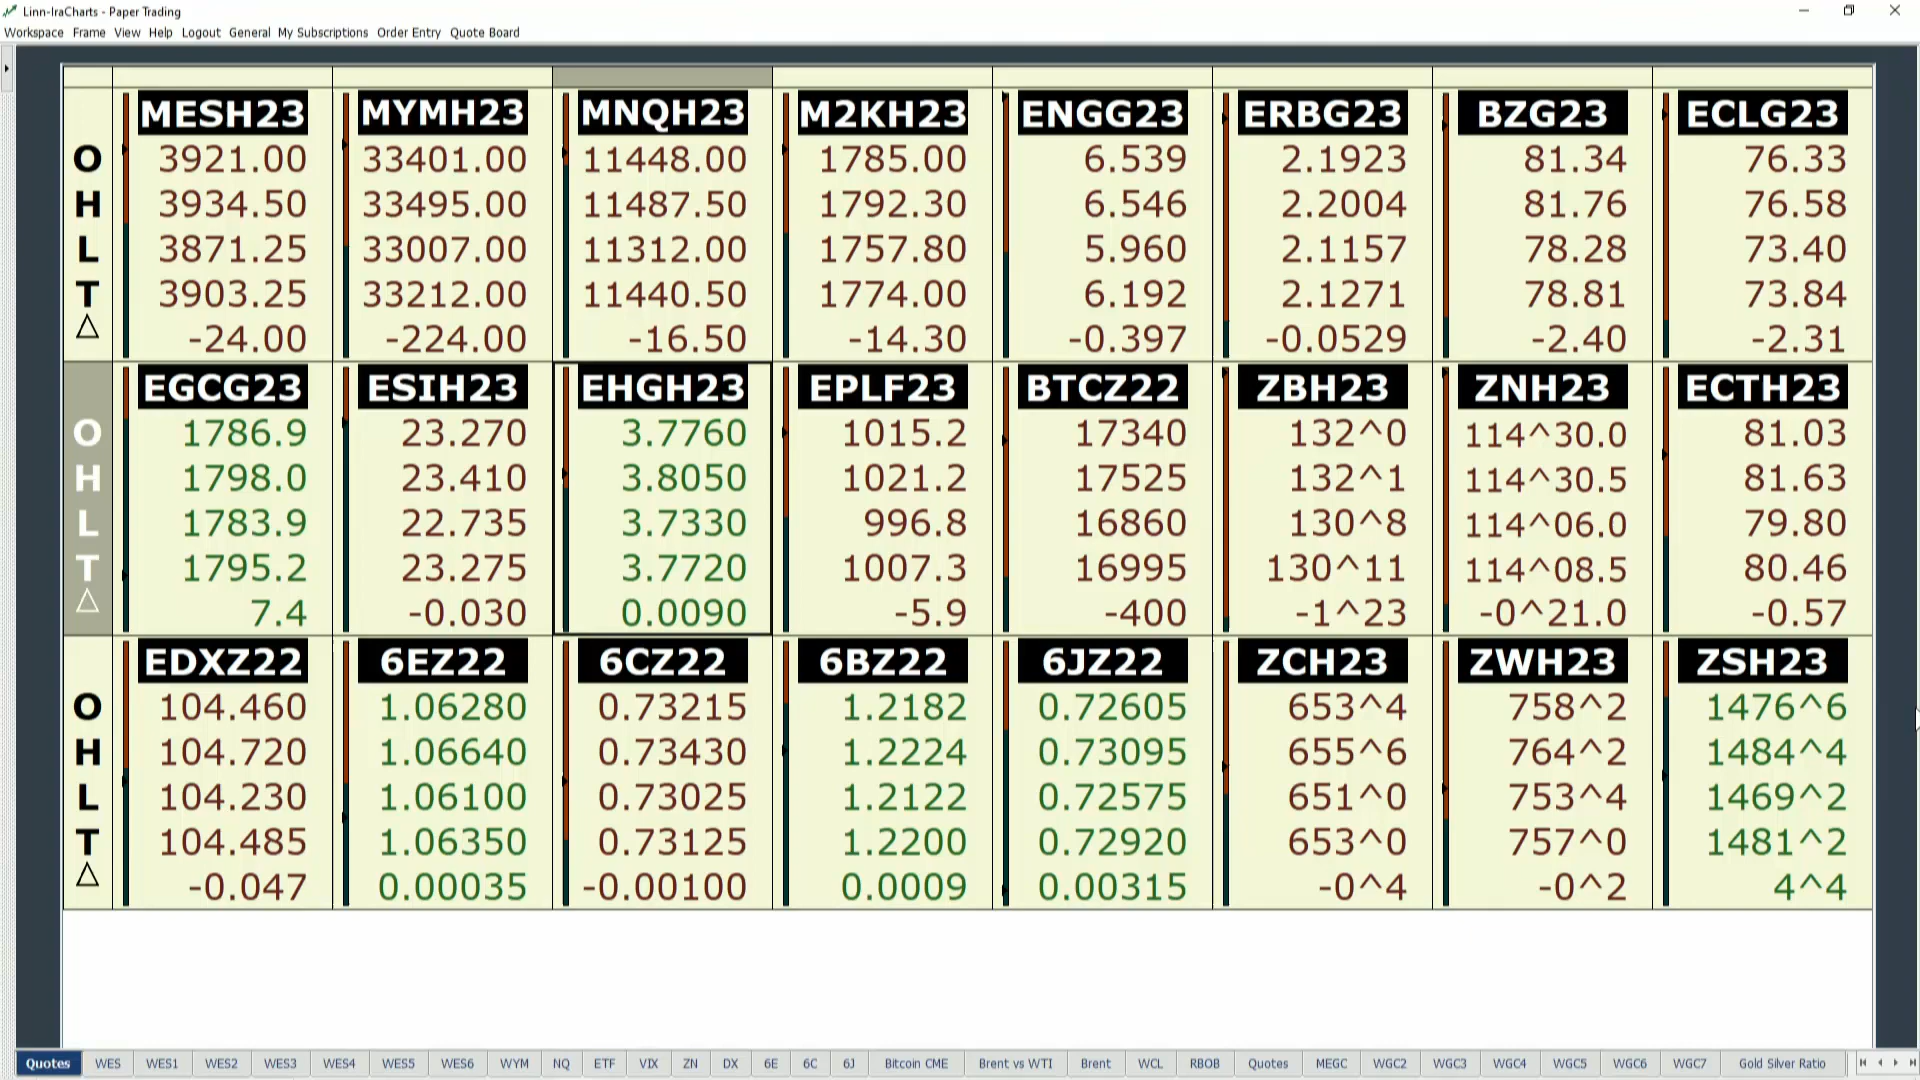 Linn-IraCharts - Paper Trading
Workspace Frame View Help Logout General My Subscriptions Order Entry Quote Board
MESH23 MYMH23 MNQH23 M2KH23 ENGG23 ERBG23 BZG23 ECLG23
O 3921.00 33401.00 11448.00 1785.00 6.539 2.1923 81.34 76.33
H 3934.50 33495.00 11487.50 1792.30 6.546 2.2004 81.76 76.58
L 3871.25 33007.00 11312.00 1757.80 5.960 2.1157 78.28 73.40
T 3903.25 33212.00 11440.50 1774.00 6.192 2.1271 78.81 73.84
△ -24.00 -224.00 -16.50 -14.30 -0.397 -0.0529 -2.40 -2.31
EGCG23 ESIH23 EHGH23 EPLF23 BTCZ22 ZBH23 ZNH23 ECTH23
O 1786.9 23.270 3.7760 1015.2 17340 132^0 114^30.0 81.03
H 1798.0 23.410 3.8050 1021.2 17525 132^1 114^30.5 81.63
L 1783.9 22.735 3.7330 996.8 16860 130^8 114^06.0 79.80
T 1795.2 23.275 3.7720 1007.3 16995 130^11 114^08.5 80.46
△ 7.4 -0.030 0.0090 -5.9 -400 -1^23 -0^21.0 -0.57
EDXZ22 6EZ22 6CZ22 6BZ22 6JZ22 ZCH23 ZWH23 ZSH23
O 104.460 1.06280 0.73215 1.2182 0.72605 653^4 758^2 1476^6
H 104.720 1.06640 0.73430 1.2224 0.73095 655^6 764^2 1484^4
L 104.230 1.06100 0.73025 1.2122 0.72575 651^0 753^4 1469^2
T 104.485 1.06350 0.73125 1.2200 0.72920 653^0 757^0 1481^2
△ -0.047 0.00035 -0.00100 0.0009 0.00315 -0^4 -0^2 4^4
Quotes WES WES1 WES2 WES3 WES4 WES5 WES6 WYM NQ ETF VIX ZN DX 6E 6C 6J Bitcoin CME Brent vs WTI Brent WCL RBOB Quotes MEGC WGC2 WGC3 WGC4 WGC5 WGC6 WGC7 Gold Silver Ratio